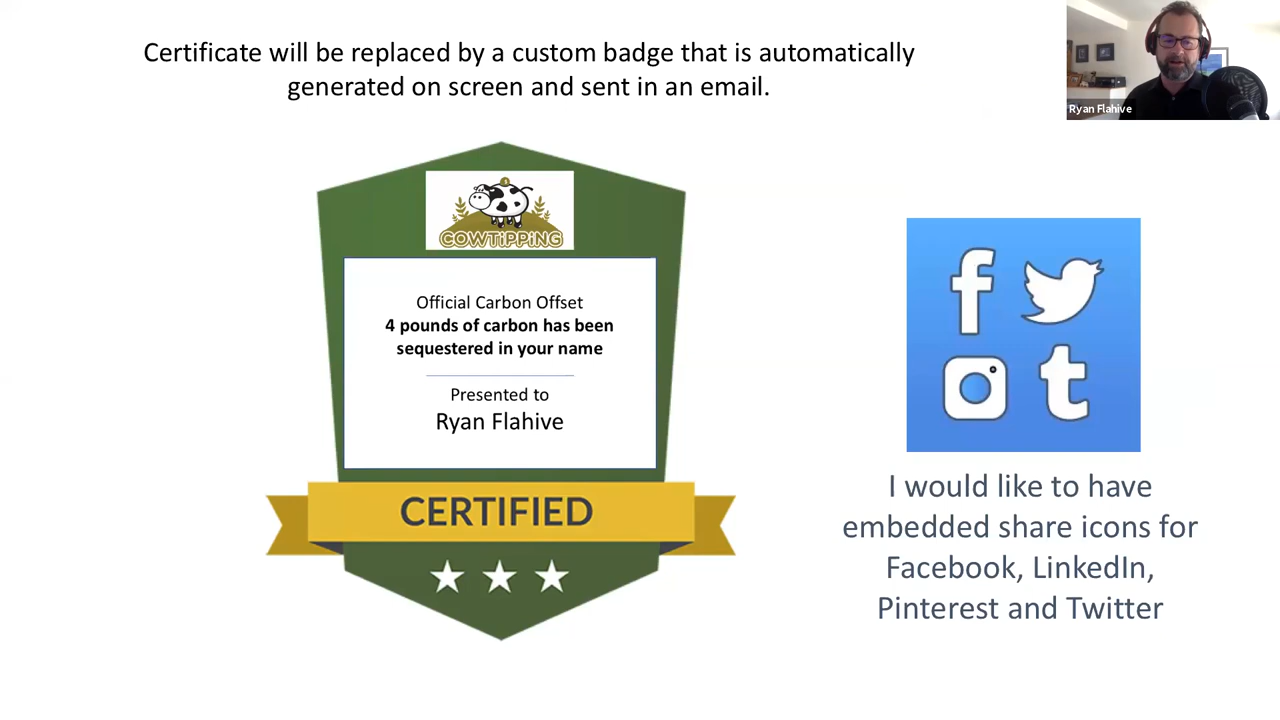 Certificate will be replaced by a custom badge that is automatically
generated on screen and sent in an email.
Ryan Flahive
COWTiPPiNG
Official Carbon Offset
4 pounds of carbon has been
sequestered in your name
Presented to
Ryan Flahive
CERTIFIED
I would like to have
embedded share icons for
Facebook, LinkedIn,
Pinterest and Twitter